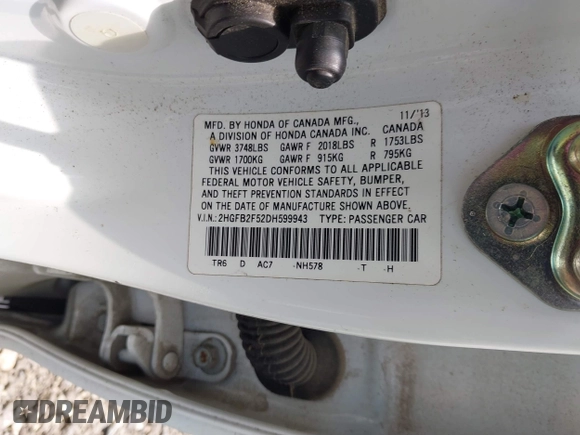 MFD. BY HONDA OF CANADA MFG., 11/13
A DIVISION OF HONDA CANADA INC. CANADA
GVWR 3748LBS GAWR F 2018LBS R 1753LBS
GVWR 1700KG GAWR F 915KG R 795KG
THIS VEHICLE CONFORMS TO ALL APPLICABLE
FEDERAL MOTOR VEHICLE SAFETY, BUMPER,
AND THEFT PREVENTION STANDARDS IN EFFECT
ON THE DATE OF MANUFACTURE SHOWN ABOVE.
V.I.N.: 2HGFB2F52DH599943 TYPE: PASSENGER CAR
TR6 D AC7 -NH578 -T -H
DREAMBID